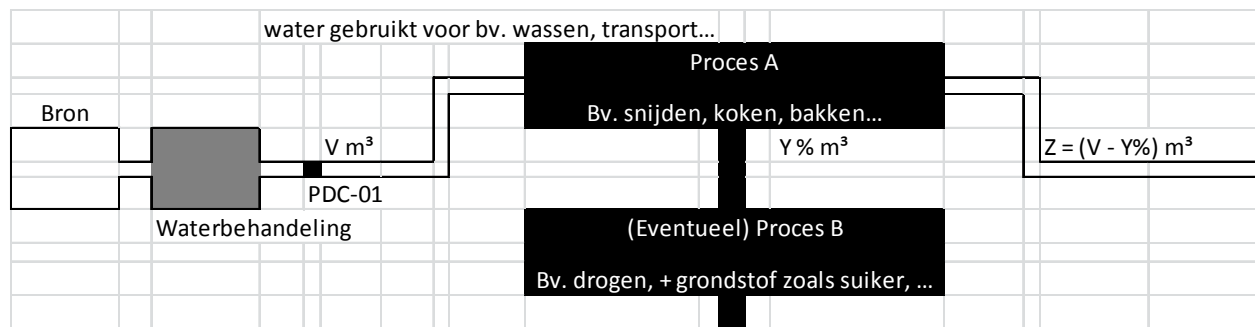 water gebruikt voor bv. wassen, transport...
Proces A
Bv. snijden, koken, bakken...
Bron
V m³
Y % m³
Z = (V - Y%) m³
PDC-01
Waterbehandeling
(Eventueel) Proces B
Bv. drogen, + grondstof zoals suiker, ...